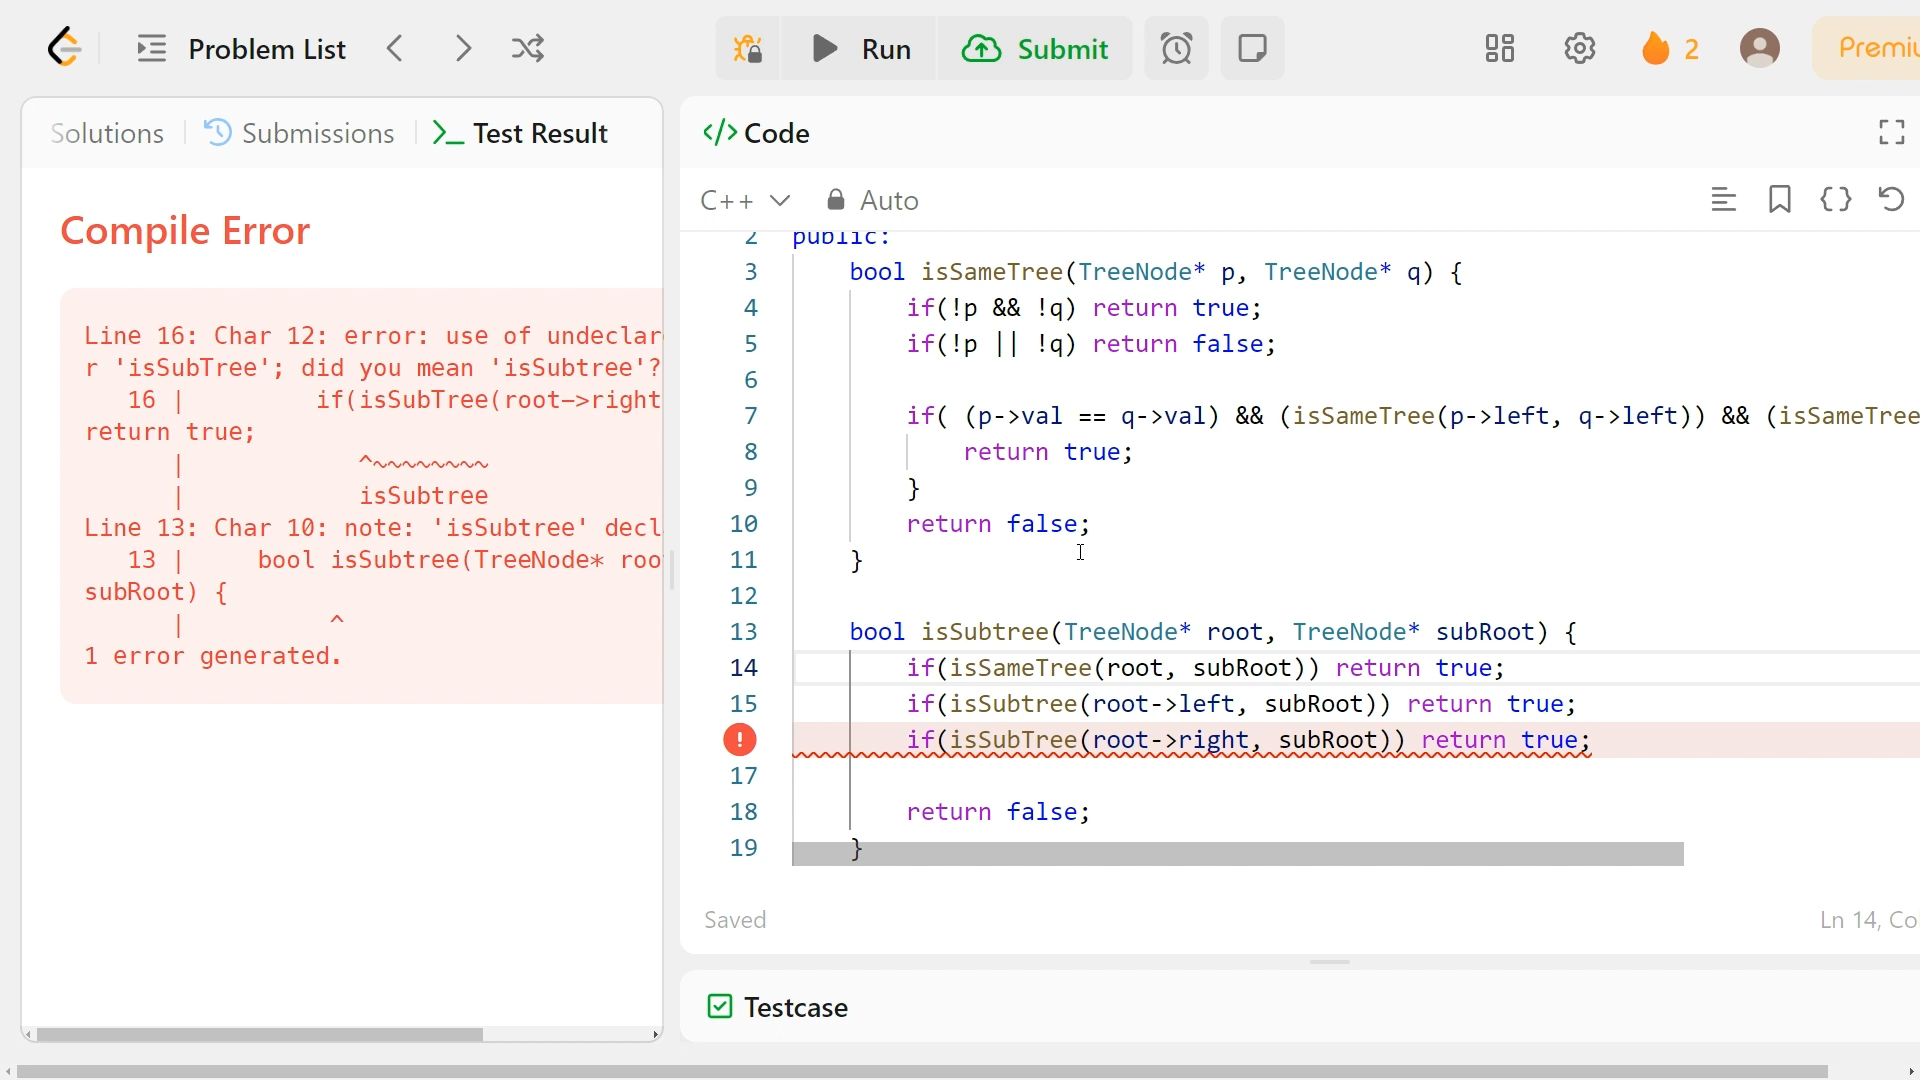 Problem List
Run
Submit
2
Solutions
Submissions
Test Result
Compile Error
Line 16: Char 12: error: use of
r 'isSubTree'; did you mean 'isSubtree'?
16 | if(isSubTree(root->right
return true;
| ^~~~~~~~~
| isSubtree
Line 13: Char 10: note: 'isSubtree'
13 | bool isSubtree(TreeNode*
subRoot) {
| ^
1 error generated.
Code
C++
Auto
2 public:
3 bool isSameTree(TreeNode* p, TreeNode* q) {
4 if(!p && !q) return true;
5 if(!p || !q) return false;
6
7 if( (p->val == q->val) && (isSameTree(p->left, q->left)) && (isSameTree
8 return true;
9 }
10 return false;
11 }
12
13 bool isSubtree(TreeNode* root, TreeNode* subRoot) {
14 if(isSameTree(root, subRoot)) return true;
15 if(isSubtree(root->left, subRoot)) return true;
if(isSubTree(root->right, subRoot)) return true;
17
18 return false;
19 }
Saved
Ln 14,
Testcase